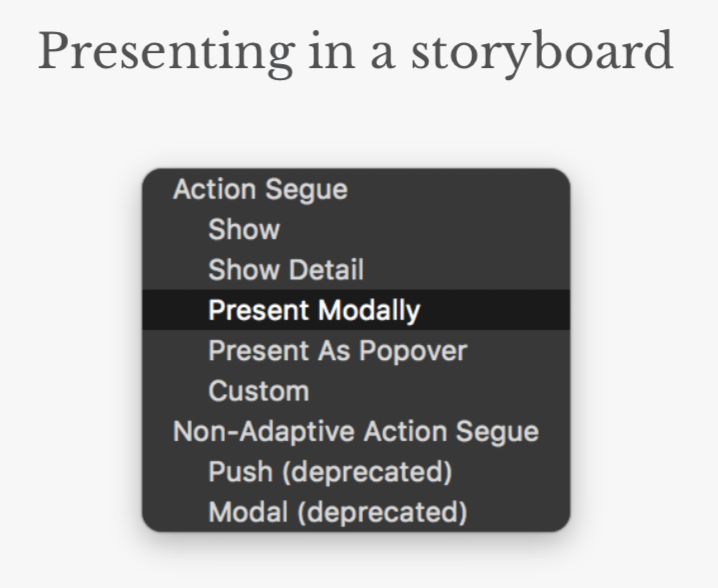 Presenting in a storyboard
Action Segue
Show
Show Detail
Present Modally
Present As Popover
Custom
Non-Adaptive Action Segue
Push (deprecated)
Modal (deprecated)